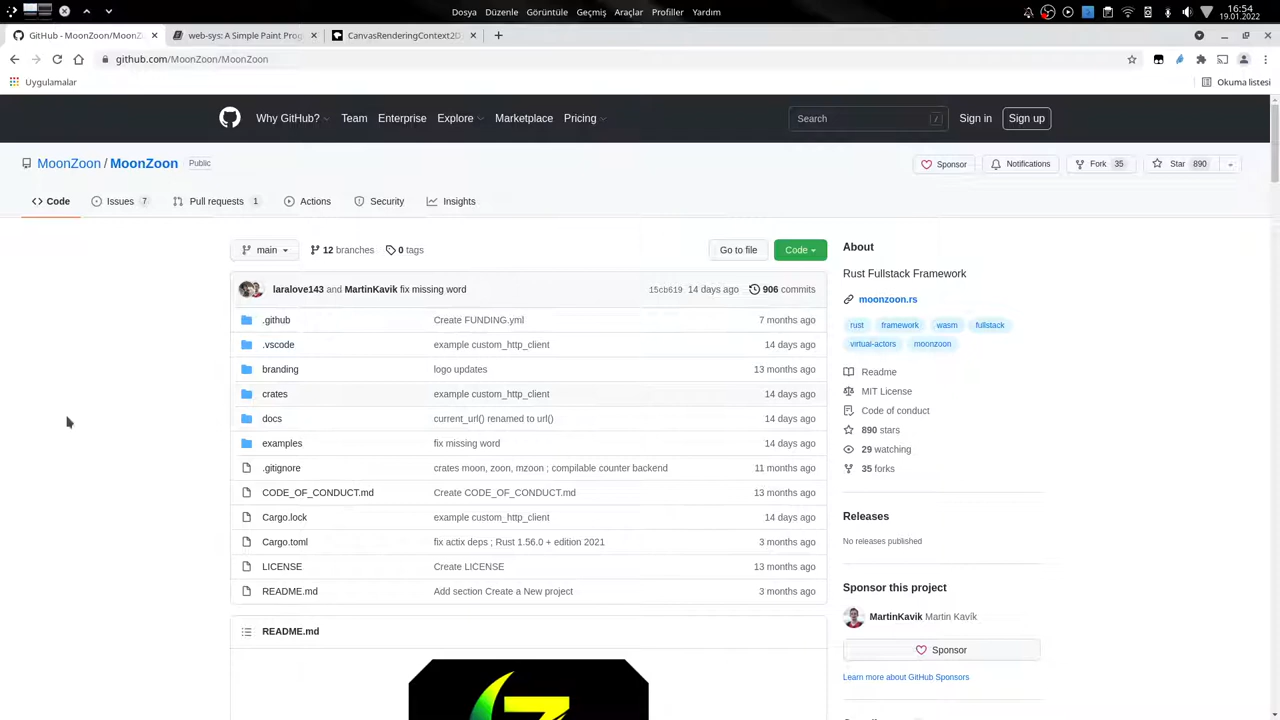 Dosya Düzenle Görüntüle Geçmiş Araçlar Profiller Yardım
16:54
19.01.2022
GitHub - MoonZoon/MoonZ
web-sys: A Simple Paint Prog
CanvasRenderingContext2D
github.com/MoonZoon/MoonZoon
Uygulamalar
Okuma listesi
Why GitHub? Team Enterprise Explore Marketplace Pricing
Search /
Sign in Sign up
MoonZoon / MoonZoon Public
Sponsor Notifications Fork 35 Star 890
Code Issues 7 Pull requests 1 Actions Security Insights
main 12 branches 0 tags Go to file Code
laralove143 and MartinKavik fix missing word 15cb619 14 days ago 906 commits
.github Create FUNDING.yml 7 months ago
.vscode example custom_http_client 14 days ago
branding logo updates 13 months ago
crates example custom_http_client 14 days ago
docs current_url() renamed to url() 14 days ago
examples fix missing word 14 days ago
.gitignore crates moon, zoon, mzoon ; compilable counter backend 11 months ago
CODE_OF_CONDUCT.md Create CODE_OF_CONDUCT.md 13 months ago
Cargo.lock example custom_http_client 14 days ago
Cargo.toml fix actix deps ; Rust 1.56.0 + edition 2021 3 months ago
LICENSE Create LICENSE 13 months ago
README.md Add section Create a New project 3 months ago
README.md
About
Rust Fullstack Framework
moonzoon.rs
rust framework wasm fullstack
virtual-actors moonzoon
Readme
MIT License
Code of conduct
890 stars
29 watching
35 forks
Releases
No releases published
Sponsor this project
MartinKavik Martin Kavík
Sponsor
Learn more about GitHub Sponsors